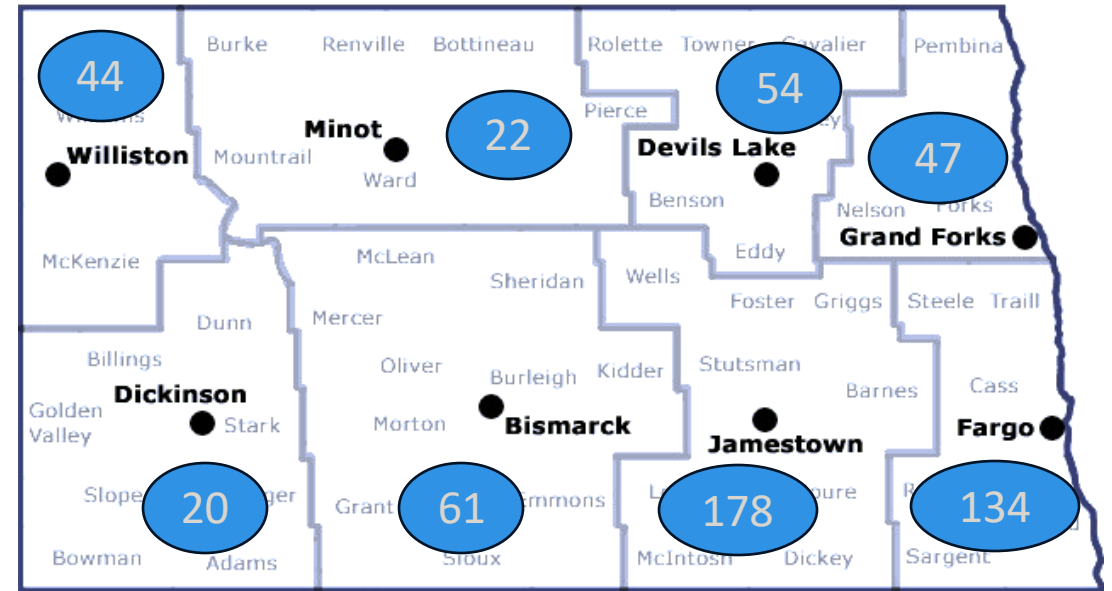 Burke Renville Bottineau Rolette Towner Cavalier Pembina
44
54
Pierce
Minot
22
Williston
Mountrail
Devils Lake
47
Ward
Benson
Nelson
Forks
Grand Forks
McKenzie
McLean
Eddy
Sheridan
Wells
Foster Griggs Steele Traill
Dunn
Mercer
Billings
Oliver
Burleigh
Kidder
Stutsman
Barnes
Cass
Dickinson
Golden
Valley
Stark
Morton
Bismarck
Jamestown
Fargo
Slope
20
Grant
61
178
134
Bowman
Adams
Sioux
McIntosh
Dickey
Sargent